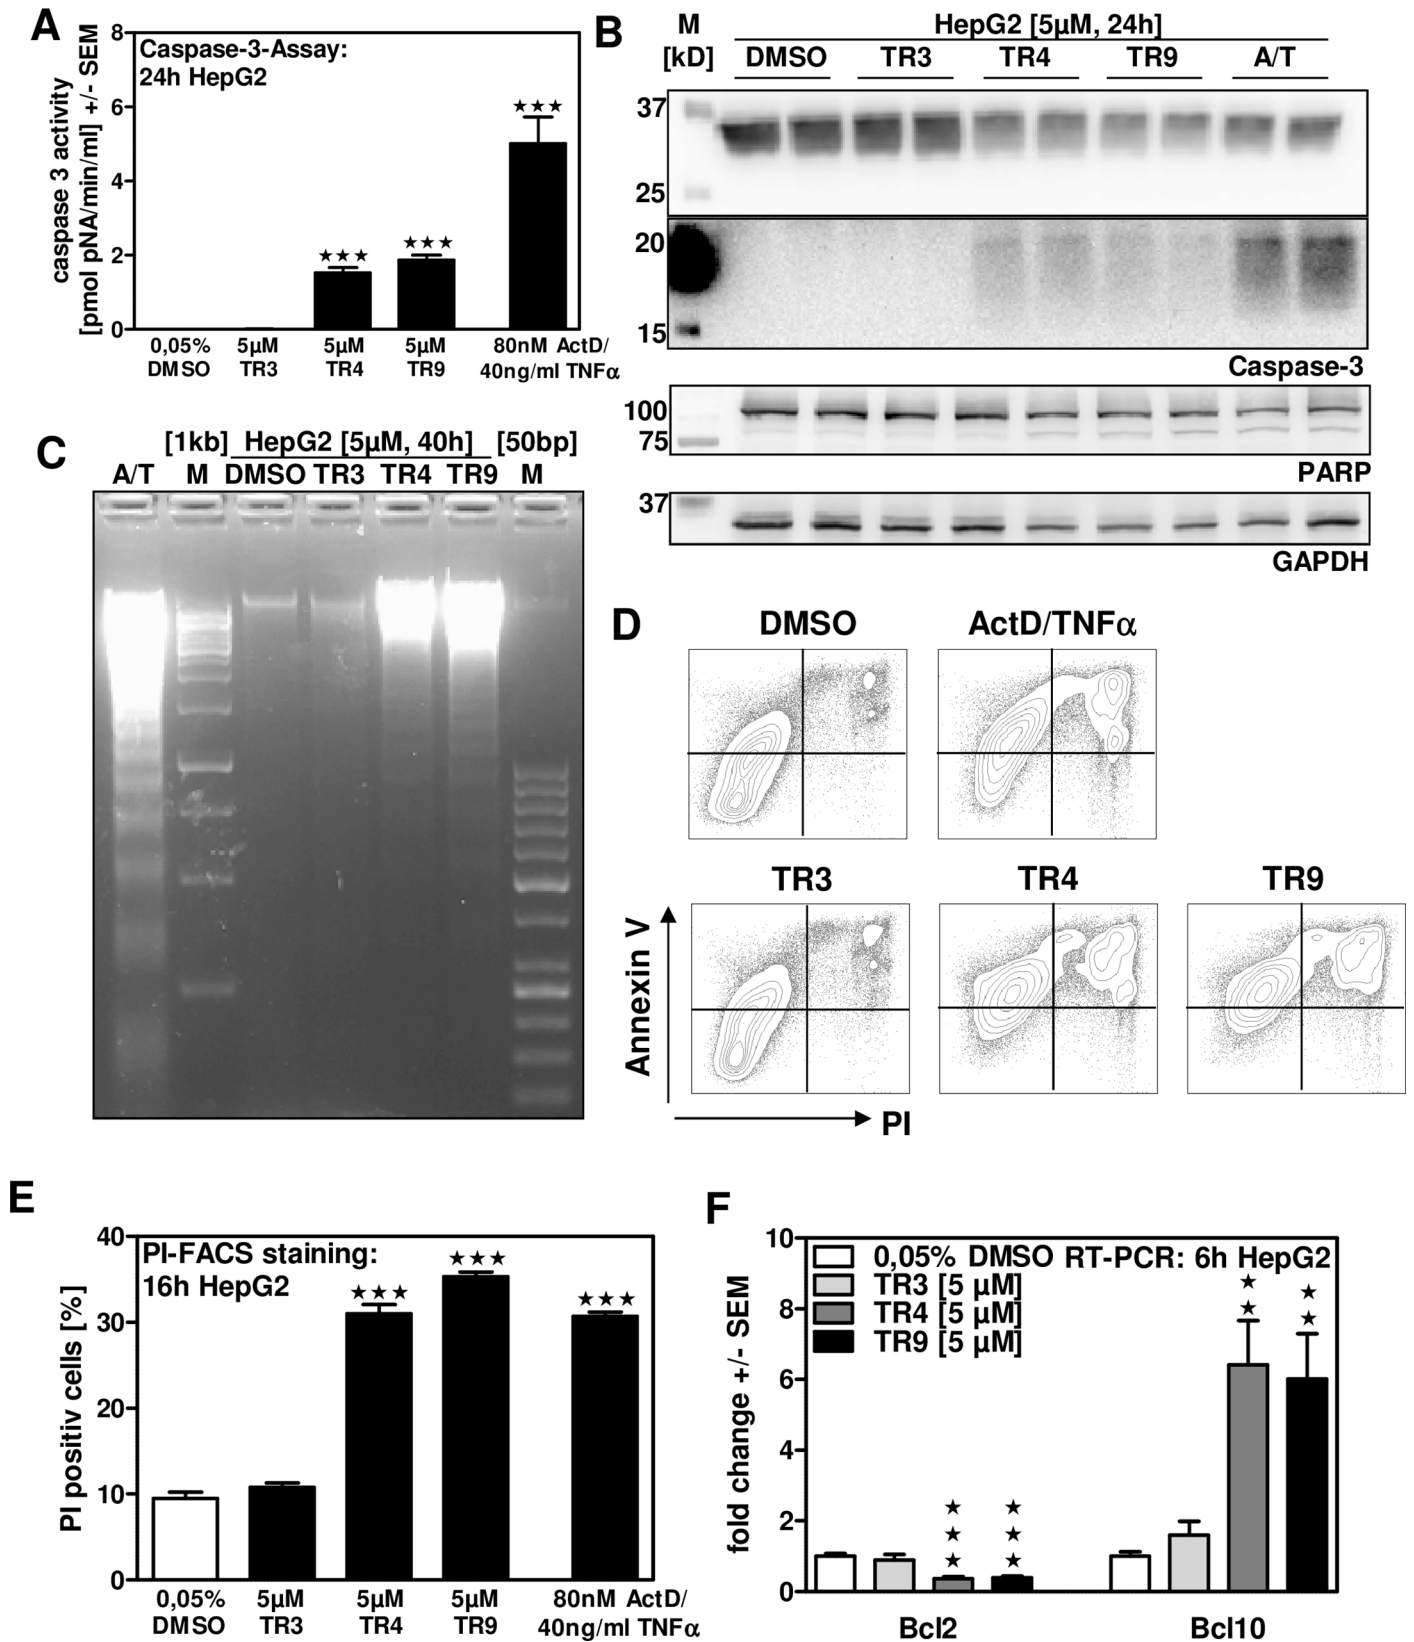 A
8
6
4
2
0
caspase 3 activity
[pmol pNA/min/ml] +/- SEM
Caspase-3-Assay:
24h HepG2
★★★
★★★
★★★
0,05% 5µM 5µM 5µM 80nM ActD/
DMSO TR3 TR4 TR9 40ng/ml TNFα
B
M HepG2 [5µM, 24h]
[kD] DMSO TR3 TR4 TR9 A/T
37
25
20
15
Caspase-3
100
75
PARP
37
GAPDH
C
[1kb] HepG2 [5µM, 40h] [50bp]
A/T M DMSO TR3 TR4 TR9 M
D
DMSO ActD/TNFα
TR3 TR4 TR9
Annexin V
PI
E
40
30
20
10
0
PI positiv cells [%]
PI-FACS staining:
16h HepG2
★★★
★★★
★★★
0,05% 5µM 5µM 5µM 80nM ActD/
DMSO TR3 TR4 TR9 40ng/ml TNFα
F
10
8
6
4
2
0
fold change +/- SEM
0,05% DMSO RT-PCR: 6h HepG2
TR3 [5 µM]
TR4 [5 µM]
TR9 [5 µM]
★★★
★★★
★★
★★
Bcl2 Bcl10